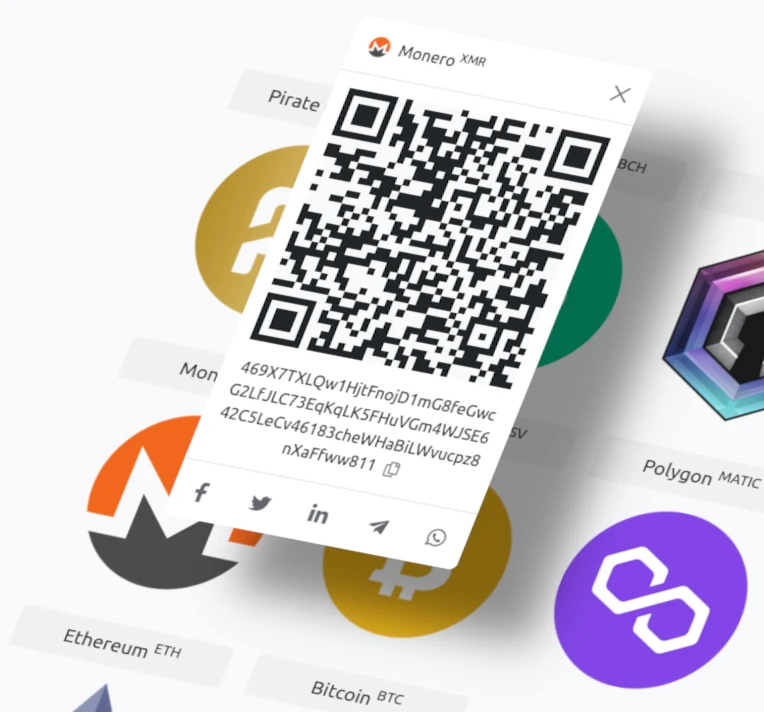 Monero XMR
Pirate
BCH
Mon
469X7TXLQw1HjtFnojD1mG8feGwc
G2LfJLC73EqKqLK5FHuVGm4WJSE6
42C5LeCv46183cheWHaBiLWvucpz8
nXaFfww811
SV
Polygon MATIC
Ethereum ETH
Bitcoin BTC